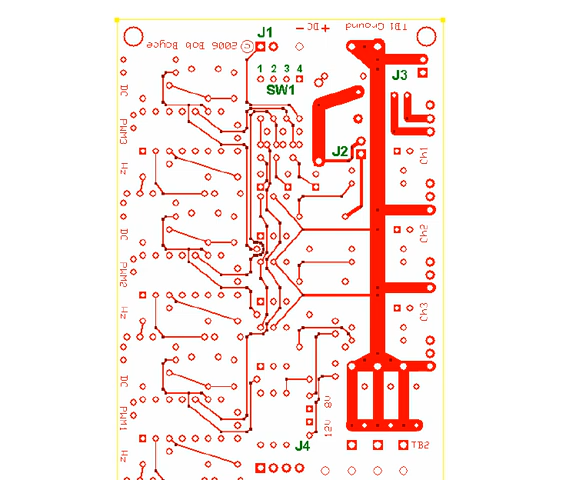 J1
© 2006 Bob Boyce
− + DC
TB1 Ground
1 2 3 4
SW1
J3
DC
PWM3
J2
Ch1
Hz
DC
Ch2
PWM2
Ch3
Hz
DC
PWM1
12V 8V
J4
TB2
Hz